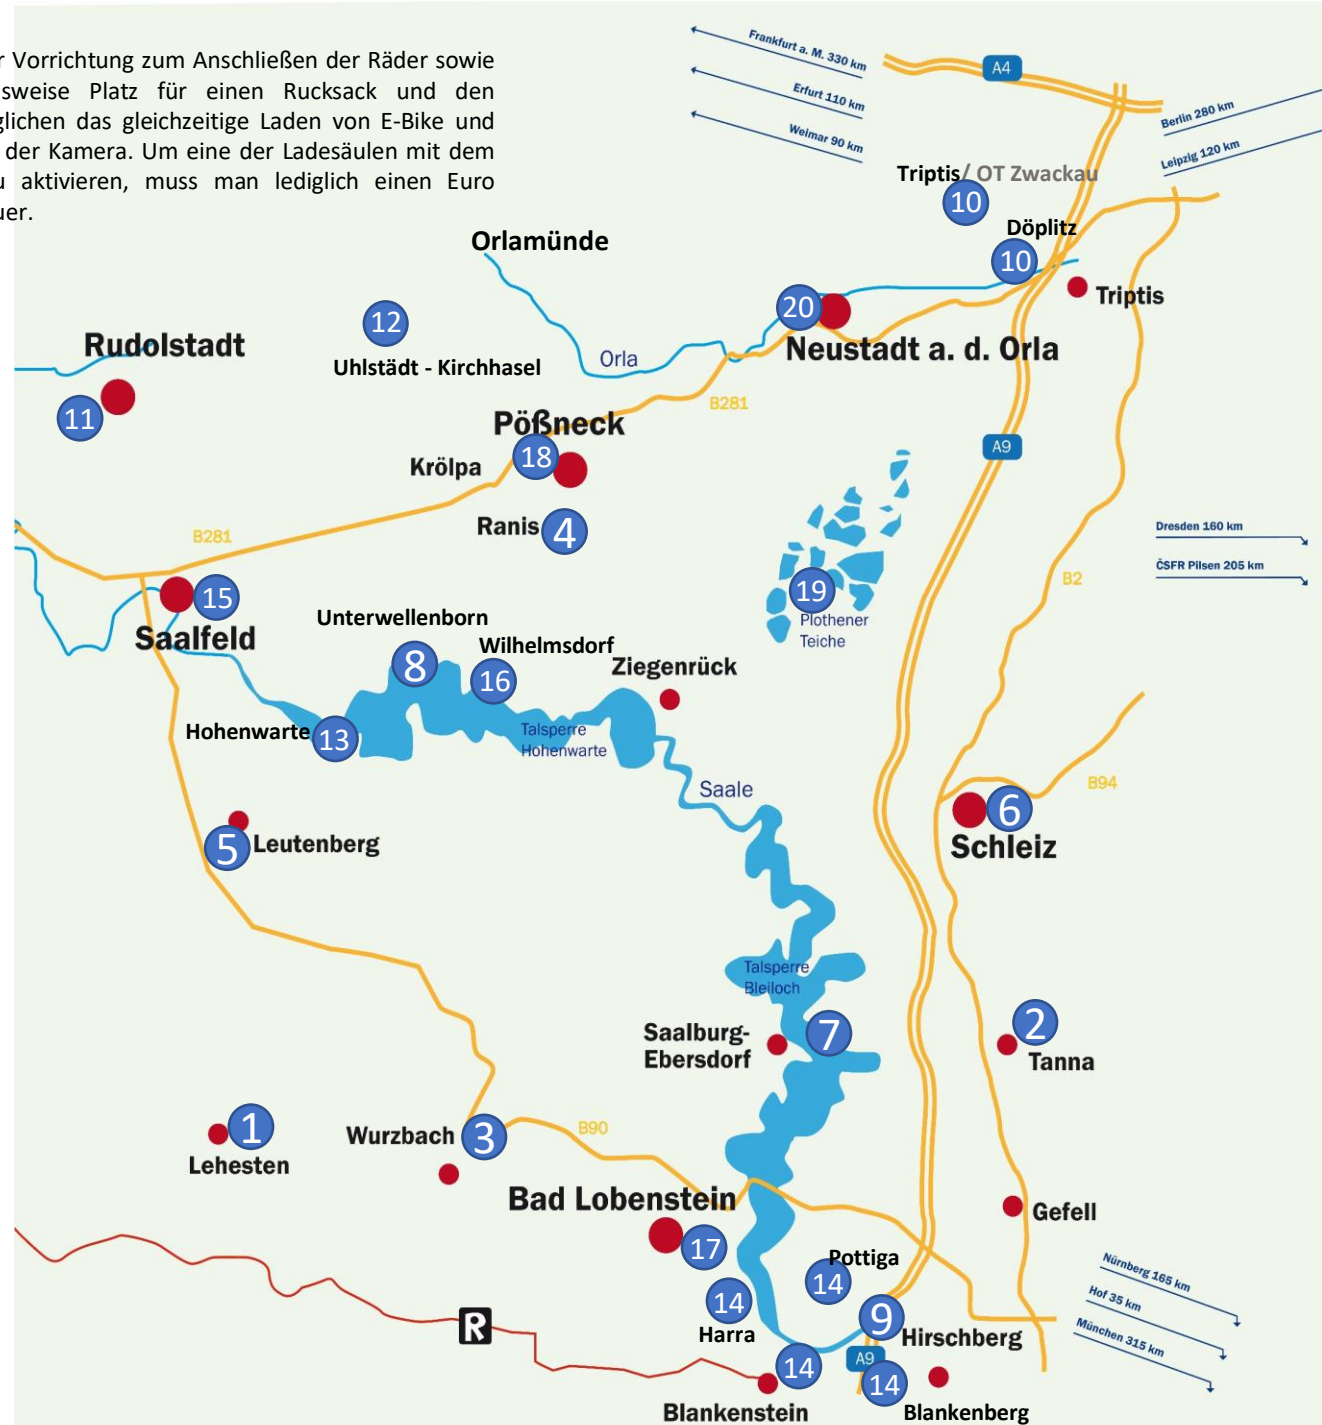 r Vorrichtung zum Anschließen der Räder sowie
sweise Platz für einen Rucksack und den
glichen das gleichzeitige Laden von E-Bike und
der Kamera. Um eine der Ladesäulen mit dem
u aktivieren, muss man lediglich einen Euro
uer.
Frankfurt a. M. 330 km
Erfurt 110 km
Weimar 90 km
A4
Berlin 280 km
Leipzig 120 km
Triptis/ OT Zwackau
10
Döplitz
10
Triptis
Orlamünde
20
Neustadt a. d. Orla
12
Uhlstädt - Kirchhasel
Rudolstadt
11
Orla
B281
Pößneck
18
Krölpa
Ranis
4
A9
B281
Dresden 160 km
ČSFR Pilsen 205 km
B2
19
Plothener
Teiche
15
Saalfeld
Unterwellenborn
8
Wilhelmsdorf
16
Ziegenrück
Hohenwarte
13
Talsperre
Hohenwarte
Saale
B94
6
Schleiz
5
Leutenberg
Talsperre
Bleiloch
Saalburg-
Ebersdorf
7
2
Tanna
1
Lehesten
Wurzbach
3
B90
Bad Lobenstein
17
Gefell
Pottiga
14
14
Harra
9
Hirschberg
Nürnberg 165 km
Hof 35 km
München 315 km
R
A9
14
14
Blankenstein
Blankenberg